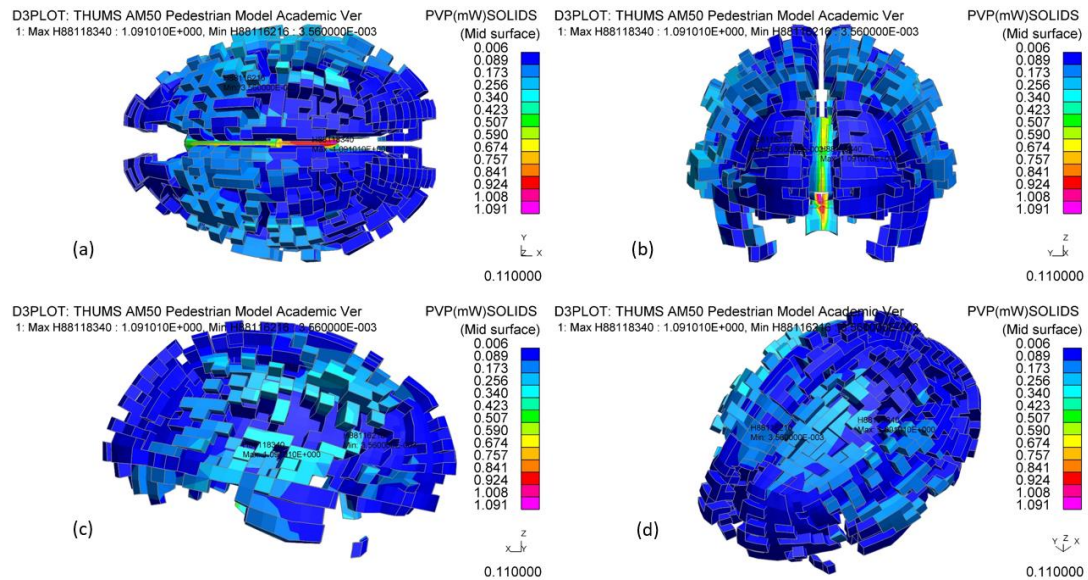 D3PLOT: THUMS AM50 Pedestrian Model Academic Ver
1: Max H88118340 : 1.091010E+000, Min H88116216 : 3.560000E-003
PVP(mW)SOLIDS
(Mid surface)
0.006
0.089
0.173
0.256
0.340
0.423
0.507
0.590
0.674
0.757
0.841
0.924
1.008
1.091
H88118340
(a)
Y
Z X
0.110000
D3PLOT: THUMS AM50 Pedestrian Model Academic Ver
1: Max H88118340 : 1.091010E+000, Min H88116216 : 3.560000E-003
PVP(mW)SOLIDS
(Mid surface)
0.006
0.089
0.173
0.256
0.340
0.423
0.507
0.590
0.674
0.757
0.841
0.924
1.008
1.091
(b)
Z
Y X
0.110000
D3PLOT: THUMS AM50 Pedestrian Model Academic Ver
1: Max H88118340 : 1.091010E+000, Min H88116216 : 3.560000E-003
PVP(mW)SOLIDS
(Mid surface)
0.006
0.089
0.173
0.256
0.340
0.423
0.507
0.590
0.674
0.757
0.841
0.924
1.008
1.091
(c)
Z
X Y
0.110000
D3PLOT: THUMS AM50 Pedestrian Model Academic Ver
1: Max H88118340 : 1.091010E+000, Min
PVP(mW)SOLIDS
(Mid surface)
0.006
0.089
0.173
0.256
0.340
0.423
0.507
0.590
0.674
0.757
0.841
0.924
1.008
1.091
Min: 3.560000E-003
(d)
Y Z X
0.110000